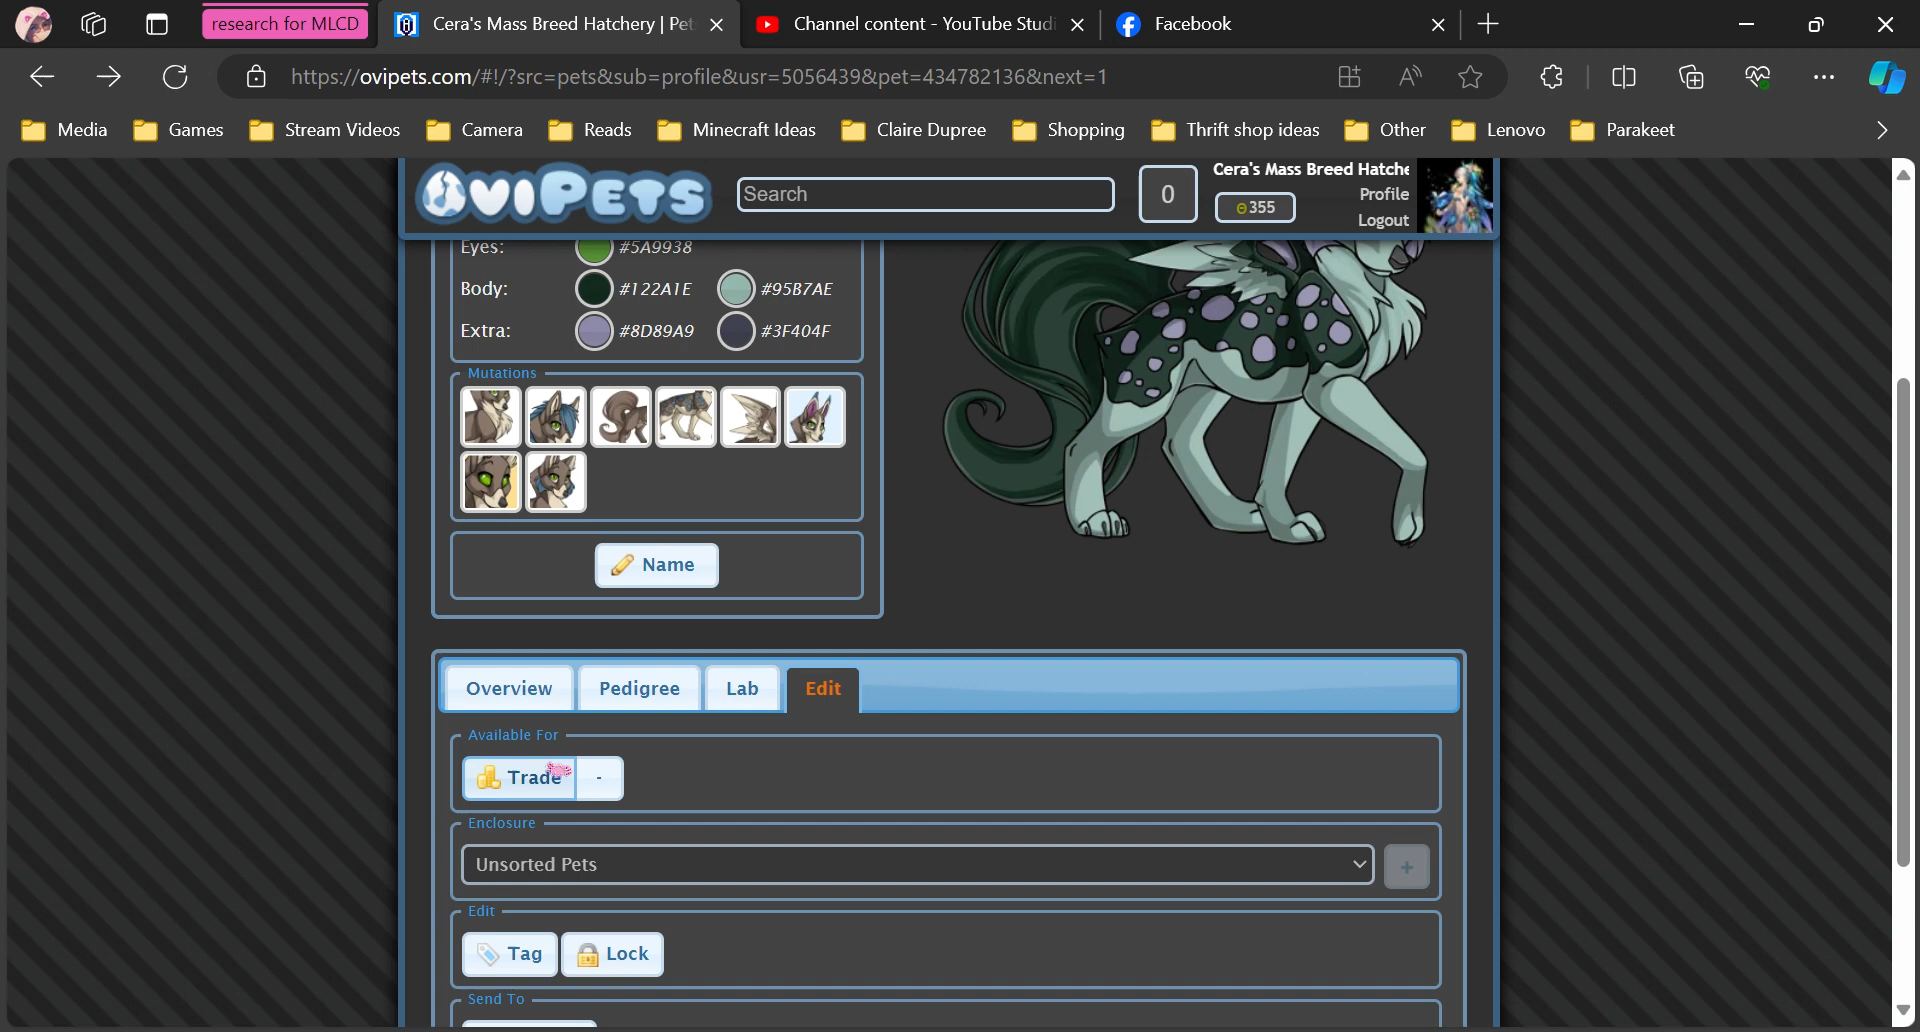 research for MLCD
Cera's Mass Breed Hatchery | Pet
Channel content - YouTube Studi
Facebook
https://ovipets.com/#!/?src=pets&sub=profile&usr=5056439&pet=434782136&next=1
Media
Games
Stream Videos
Camera
Reads
Minecraft Ideas
Claire Dupree
Shopping
Thrift shop ideas
Other
Lenovo
Parakeet
OviPets
Search
0
Cera's Mass Breed Hatche
355
Profile
Logout
Eyes: #5A9938
Body: #122A1E #95B7AE
Extra: #8D89A9 #3F404F
Mutations
Name
Overview Pedigree Lab Edit
Available For
Trade -
Enclosure
Unsorted Pets +
Edit
Tag Lock
Send To